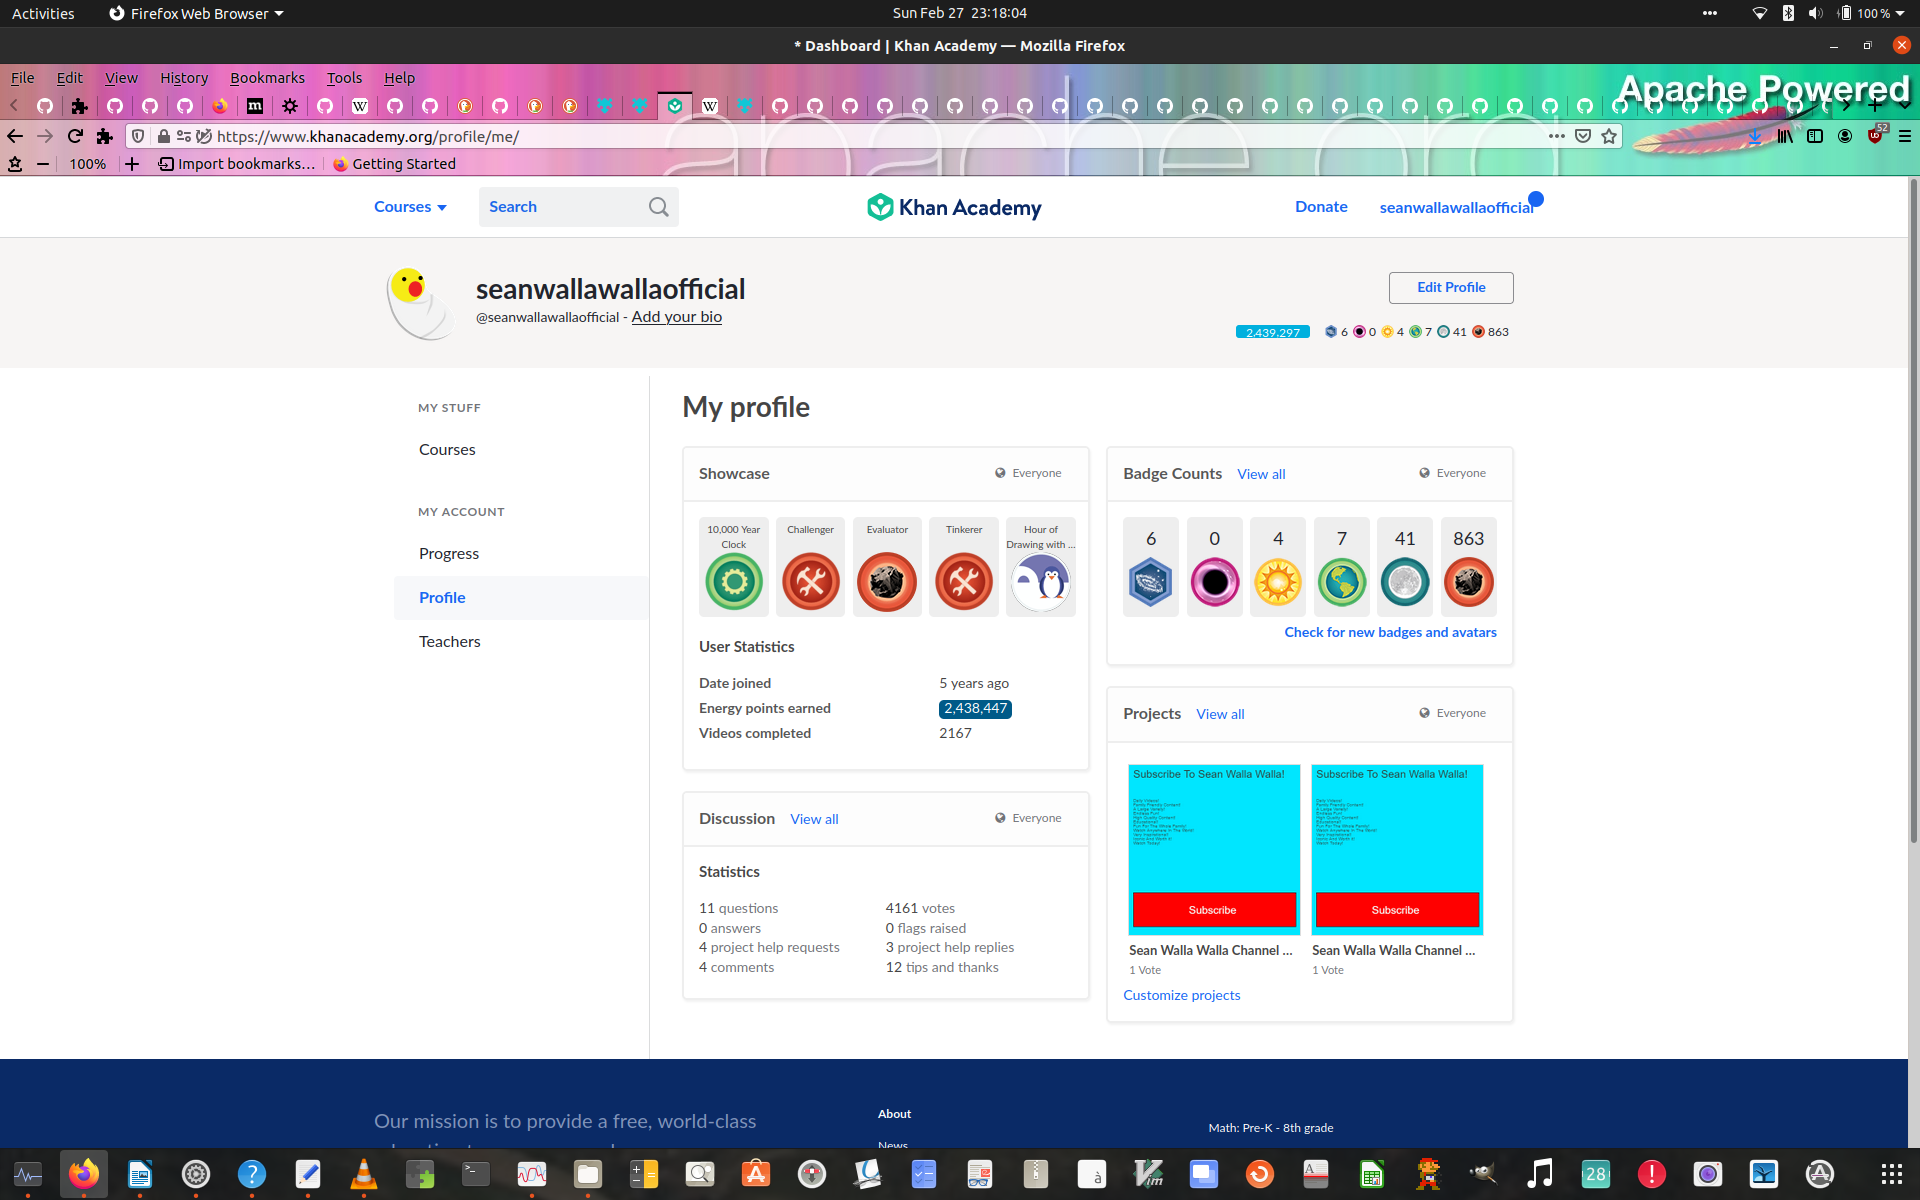 Activities Firefox Web Browser Sun Feb 27 23:18:04 100 %
* Dashboard | Khan Academy — Mozilla Firefox
File Edit View History Bookmarks Tools Help
Apache Powered
https://www.khanacademy.org/profile/me/
52
100% Import bookmarks... Getting Started
apache org
Courses Search Khan Academy Donate seanwallawallaofficial
seanwallawallaofficial
@seanwallawallaofficial - Add your bio
Edit Profile
2,439,297 6 0 4 7 41 863
MY STUFF
Courses
MY ACCOUNT
Progress
Profile
Teachers
My profile
Showcase Everyone
10,000 Year Clock
Challenger
Evaluator
Tinkerer
Hour of Drawing with ...
User Statistics
Date joined 5 years ago
Energy points earned 2,438,447
Videos completed 2167
Badge Counts View all Everyone
6 0 4 7 41 863
Check for new badges and avatars
Discussion View all Everyone
Statistics
11 questions 4161 votes
0 answers 0 flags raised
4 project help requests 3 project help replies
4 comments 12 tips and thanks
Projects View all Everyone
Subscribe To Sean Walla Walla! Subscribe To Sean Walla Walla!
Subscribe Subscribe
Sean Walla Walla Channel ... Sean Walla Walla Channel ...
1 Vote 1 Vote
Customize projects
Our mission is to provide a free, world-class
About
News
Math: Pre-K - 8th grade
28